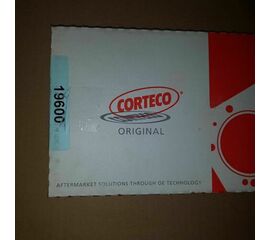 19600
CORTECO
ORIGINAL
AFTERMARKET SOLUTIONS THROUGH OE TECHNOLOGY